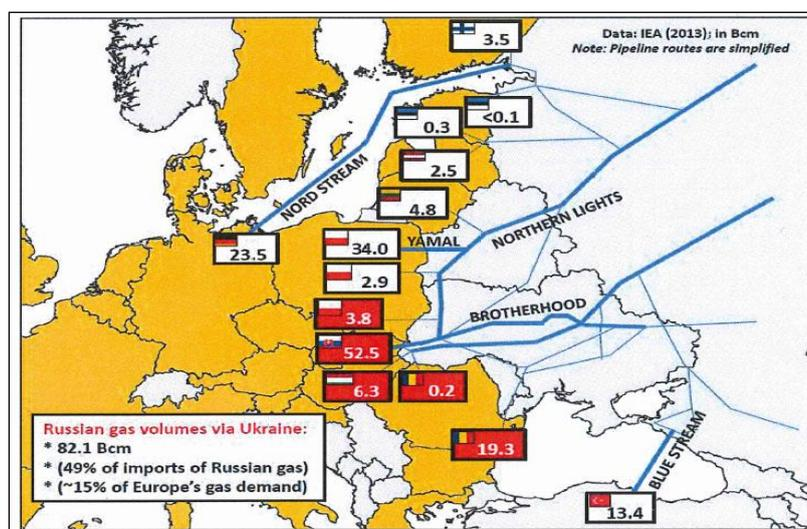 Data: IEA (2013); in Bcm
Note: Pipeline routes are simplified
3.5
0.3
<0.1
2.5
4.8
NORD STREAM
23.5
34.0
YAMAL
NORTHERN LIGHTS
2.9
3.8
BROTHERHOOD
52.5
6.3
0.2
19.3
BLUE STREAM
13.4
Russian gas volumes via Ukraine:
* 82.1 Bcm
* (49% of imports of Russian gas)
* (~15% of Europe's gas demand)